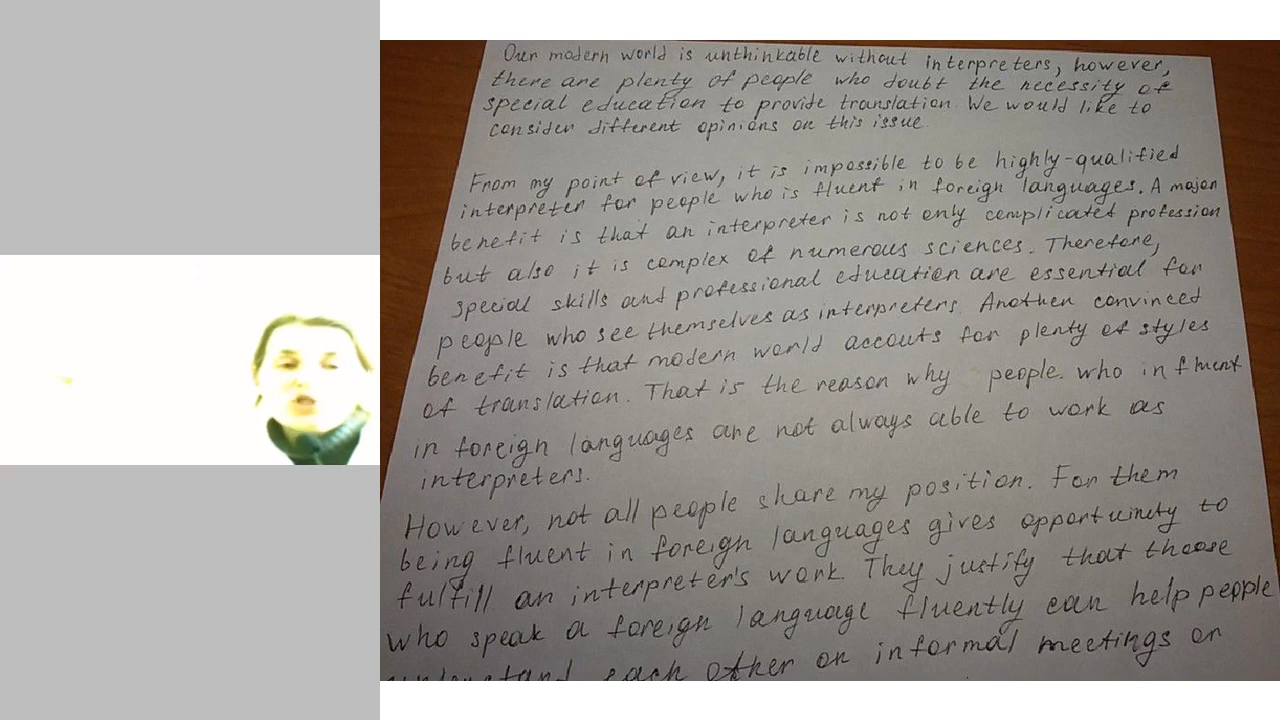 Our modern world is unthinkable without interpreters, however,
there are plenty of people who doubt the necessity of
special education to provide translation. We would like to
consider different opinions on this issue.
From my point of view, it is impossible to be highly-qualified
interpreter for people who is fluent in foreign languages. A major
benefit is that an interpreter is not only complicated profession
but also it is complex of numerous sciences. Therefore,
special skills and professional education are essential for
people who see themselves as interpreters. Another convinced
benefit is that modern world accouts for plenty of styles
of translation. That is the reason why people who in fluent
in foreign languages are not always able to work as
interpreters.
However, not all people share my position. For them
being fluent in foreign languages gives opportuinety to
fulfill an interpreter's work. They justify that thoose
who speak a foreign language fluently can help people
understand each other on informal meetings or